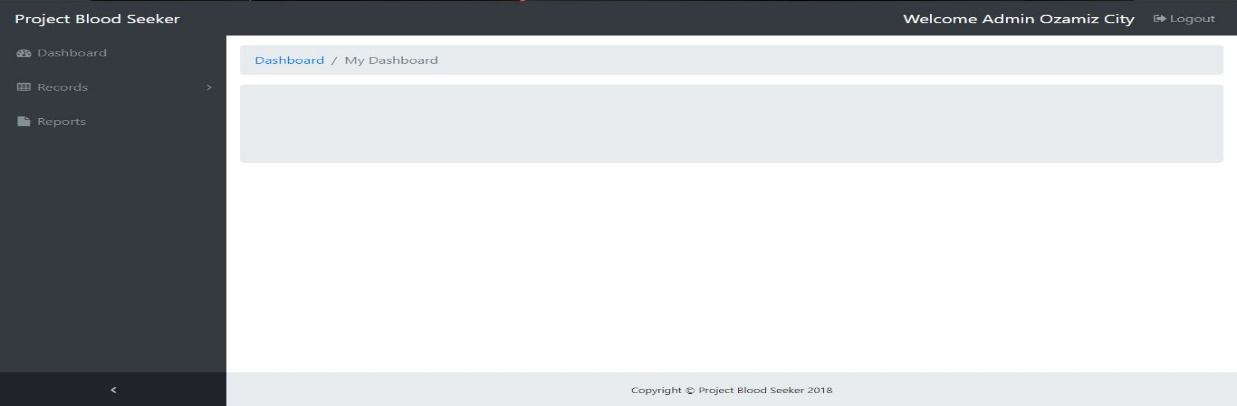 Project Blood Seeker
Welcome Admin Ozamiz City Logout
Dashboard
Records >
Reports
Dashboard / My Dashboard
<
Copyright © Project Blood Seeker 2018